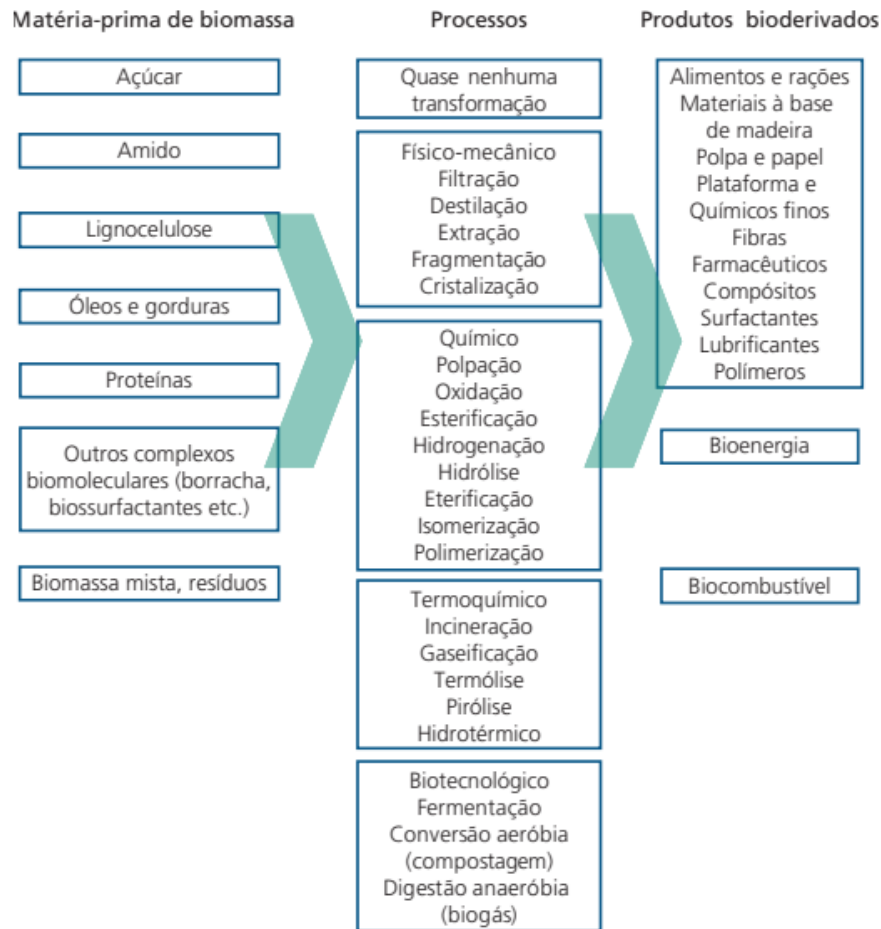 Matéria-prima de biomassa
Açúcar
Amido
Lignocelulose
Óleos e gorduras
Proteínas
Outros complexos
biomoleculares (borracha,
biossurfactantes etc.)
Biomassa mista, resíduos
Processos
Quase nenhuma
transformação
Físico-mecânico
Filtração
Destilação
Extração
Fragmentação
Cristalização
Químico
Polpação
Oxidação
Esterificação
Hidrogenação
Hidrólise
Eterificação
Isomerização
Polimerização
Termoquímico
Incineração
Gaseificação
Termólise
Pirólise
Hidrotérmico
Biotecnológico
Fermentação
Conversão aeróbia
(compostagem)
Digestão anaeróbia
(biogás)
Produtos bioderivados
Alimentos e rações
Materiais à base
de madeira
Polpa e papel
Plataforma e
Químicos finos
Fibras
Farmacêuticos
Compósitos
Surfactantes
Lubrificantes
Polímeros
Bioenergia
Biocombustível